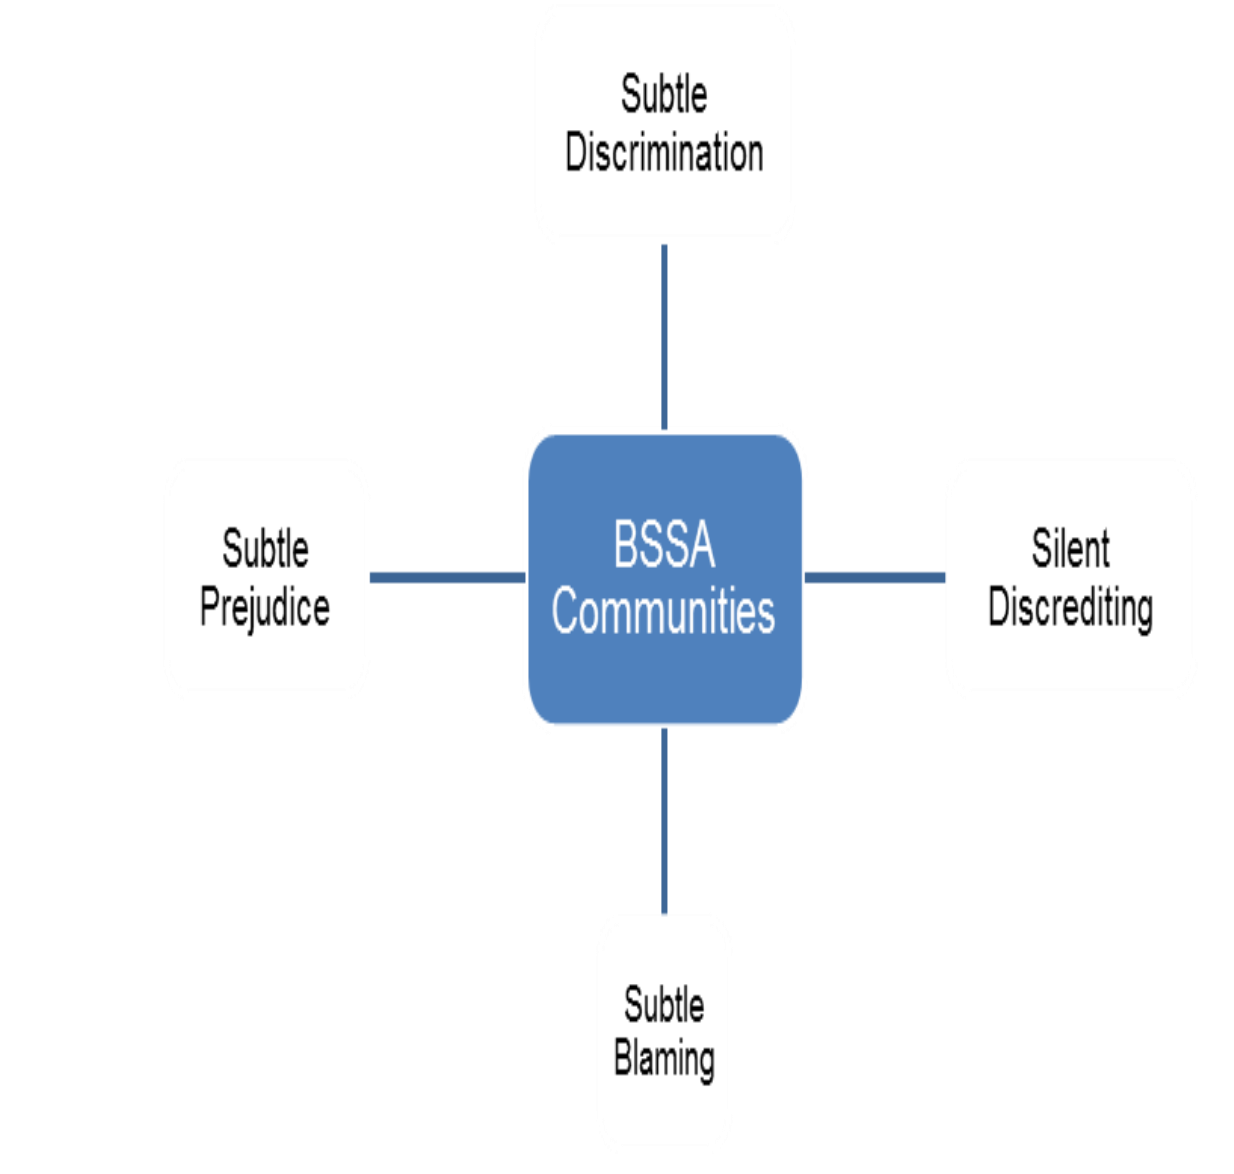 Subtle
Discrimination
Subtle
Prejudice
BSSA
Communities
Silent
Discrediting
Subtle
Blaming